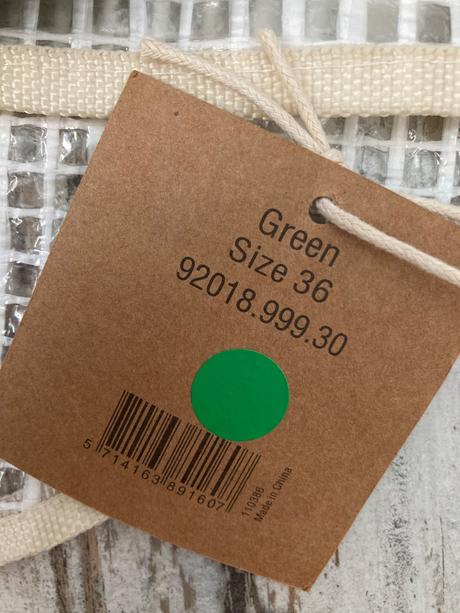 Green
Size 36
92018.999.30
5 714163 891607
110386
Made in China